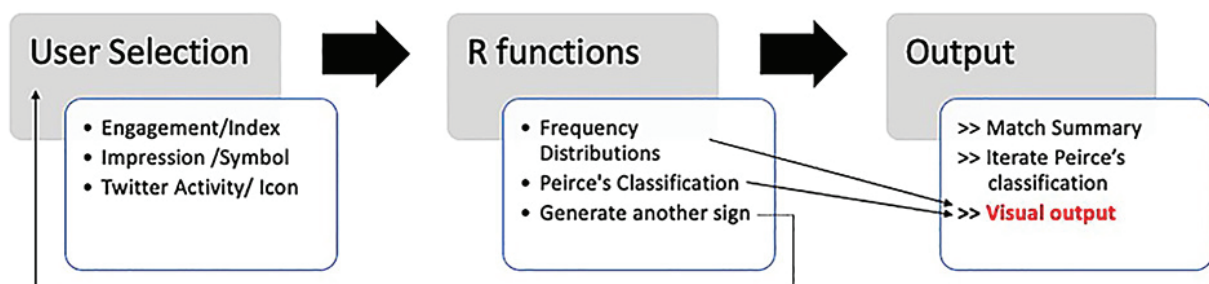 User Selection
• Engagement/Index
• Impression /Symbol
• Twitter Activity/ Icon
R functions
• Frequency
Distributions
• Peirce's Classification
• Generate another sign
Output
>> Match Summary
>> Iterate Peirce's
classification
>> Visual output